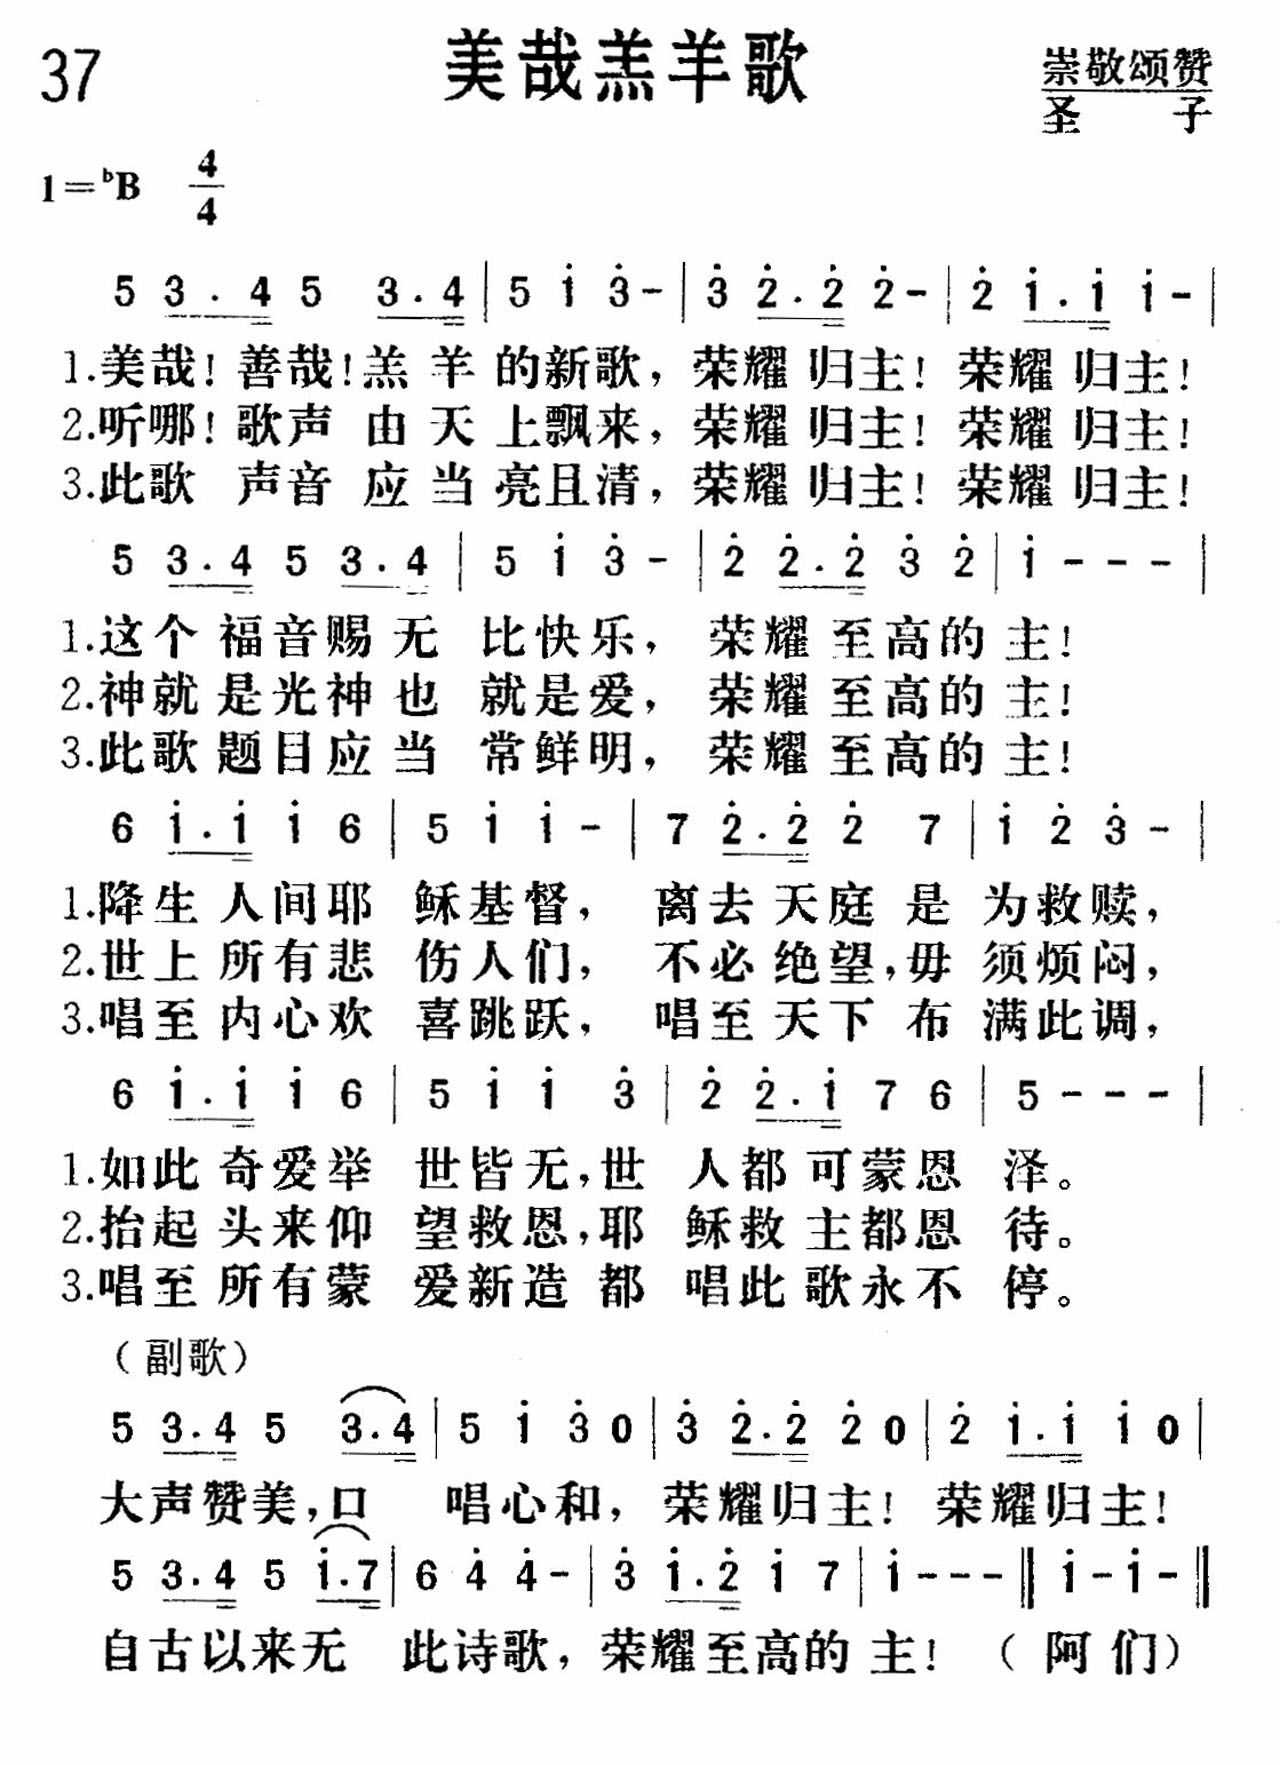 37
美哉羔羊歌
崇敬颂赞
圣 子
1=♭B 4/4
5 3̇. 4 5 3. 4 | 5 i 3̇ - | 3̇ 2̇. 2̇ 2̇ - | 2̇ i. i i - |
1.美哉!善哉!羔 羊 的新歌,荣耀归主!荣耀归主!
2.听哪!歌声 由 天 上飘来,荣耀归主!荣耀归主!
3.此歌 声音 应 当 亮且清,荣耀归主!荣耀归主!
5 3. 4 5 3. 4 | 5 i 3̇ - | 2̇ 2̇. 2̇ 3̇ 2̇ | i - - - |
1.这个 福音赐 无 比快乐, 荣耀 至高的 主!
2.神就 是光神 也 就是爱, 荣耀 至高的 主!
3.此歌 题目应 当 常鲜明, 荣耀 至高的 主!
6 i. i i 6 | 5 i i - | 7 2̇. 2̇ 2̇ 7 | i 2̇ 3̇ - |
1.降生 人间耶 稣基督, 离去 天庭 是 为救赎,
2.世上 所有悲 伤人们, 不必 绝望,毋 须烦闷,
3.唱至 内心欢 喜跳跃, 唱至 天下 布 满此调,
6 i. i i 6 | 5 i i 3̇ | 2̇ 2̇. i 7 6 | 5 - - - |
1.如此 奇爱举 世皆无,世 人都 可蒙恩 泽。
2.抬起 头来仰 望救恩,耶 稣救 主都恩 待。
3.唱至 所有蒙 爱新造 都 唱此 歌永不 停。
(副歌)
5 3. 4 5 3. 4 | 5 i 3̇ 0 | 3̇ 2̇. 2̇ 2̇ 0 | 2̇ i. i i 0 |
大声赞美,口 唱心和,荣耀归主!荣耀归主!
5 3. 4 5 i. 7 | 6 4̇ 4̇ - | 3̇ i. 2̇ i 7 | i - - - ‖ i - i - ‖
自古以来无 此诗歌,荣耀至高的 主! (阿们)